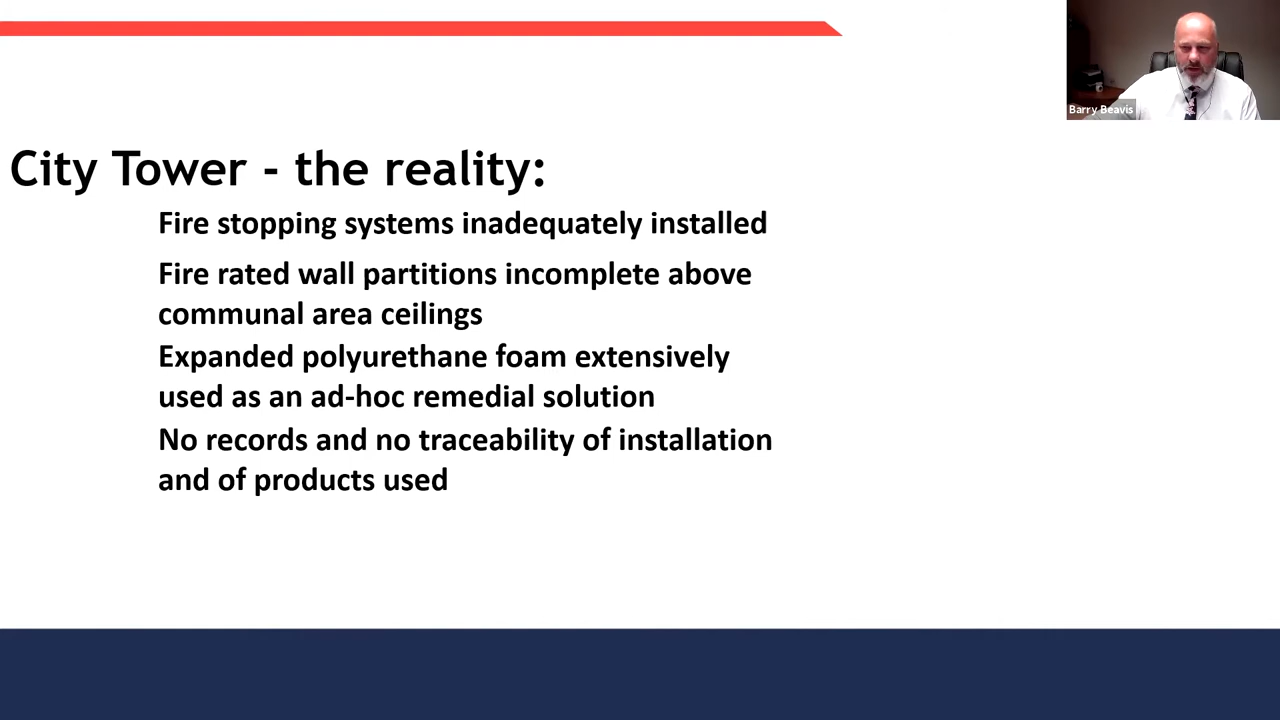 Barry Beavis
City Tower - the reality:
Fire stopping systems inadequately installed
Fire rated wall partitions incomplete above
communal area ceilings
Expanded polyurethane foam extensively
used as an ad-hoc remedial solution
No records and no traceability of installation
and of products used